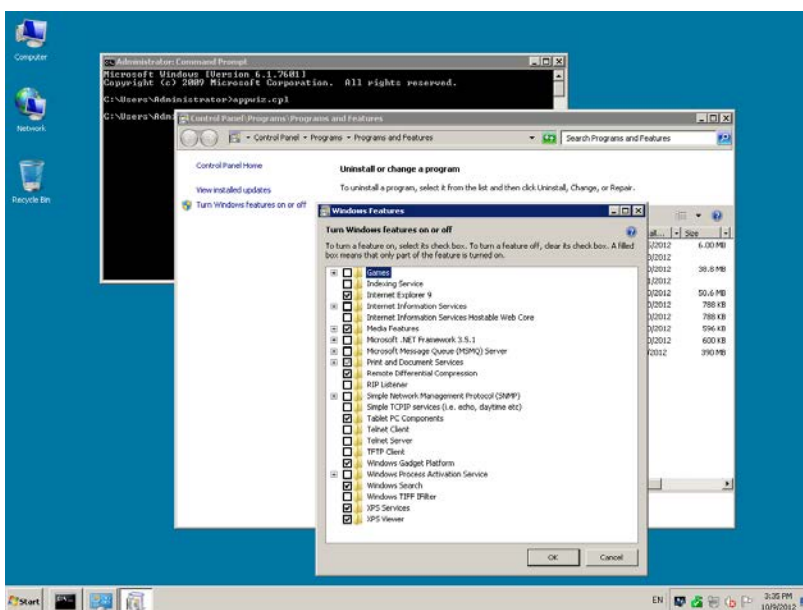 Computer
Network
Recycle Bin
Administrator: Command Prompt
Microsoft Windows [Version 6.1.7601]
Copyright (c) 2009 Microsoft Corporation. All rights reserved.
C:\Users\Administrator>appwiz.cpl
C:\Users\Adm
Control Panel\Programs\Programs and Features
Control Panel Programs Programs and Features
Search Programs and Features
Control Panel Home
View installed updates
Turn Windows features on or off
Uninstall or change a program
To uninstall a program, select it from the list and then click Uninstall, Change, or Repair.
Size
6.00 MB
38.8 MB
50.6 MB
788 KB
788 KB
596 KB
600 KB
390 MB
Windows Features
Turn Windows features on or off
To turn a feature on, select its check box. To turn a feature off, clear its check box. A filled
box means that only part of the feature is turned on.
Games
Indexing Service
Internet Explorer 9
Internet Information Services
Internet Information Services Hostable Web Core
Media Features
Microsoft .NET Framework 3.5.1
Microsoft Message Queue (MSMQ) Server
Print and Document Services
Remote Differential Compression
RIP Listener
Simple Network Management Protocol (SNMP)
Simple TCPIP services (i.e. echo, daytime etc)
Tablet PC Components
Telnet Client
Telnet Server
TFTP Client
Windows Gadget Platform
Windows Process Activation Service
Windows Search
Windows TIFF IFilter
XPS Services
XPS Viewer
OK Cancel
Start
EN
3:35 PM
10/9/2012